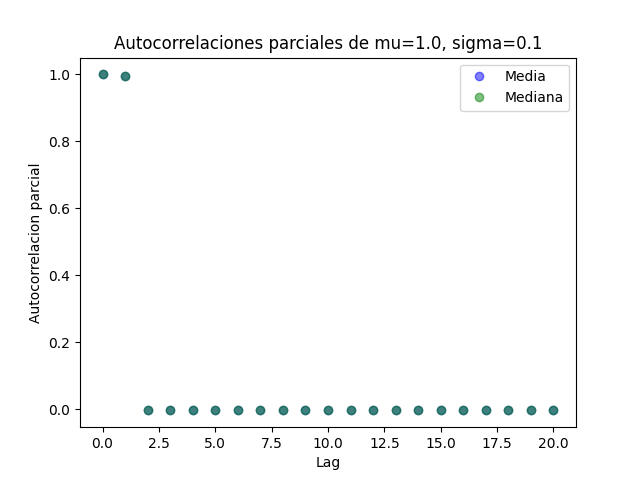 Autocorrelaciones parciales de mu=1.0, sigma=0.1
Media
Mediana
Autocorrelacion parcial
1.0
0.8
0.6
0.4
0.2
0.0
0.0 2.5 5.0 7.5 10.0 12.5 15.0 17.5 20.0
Lag